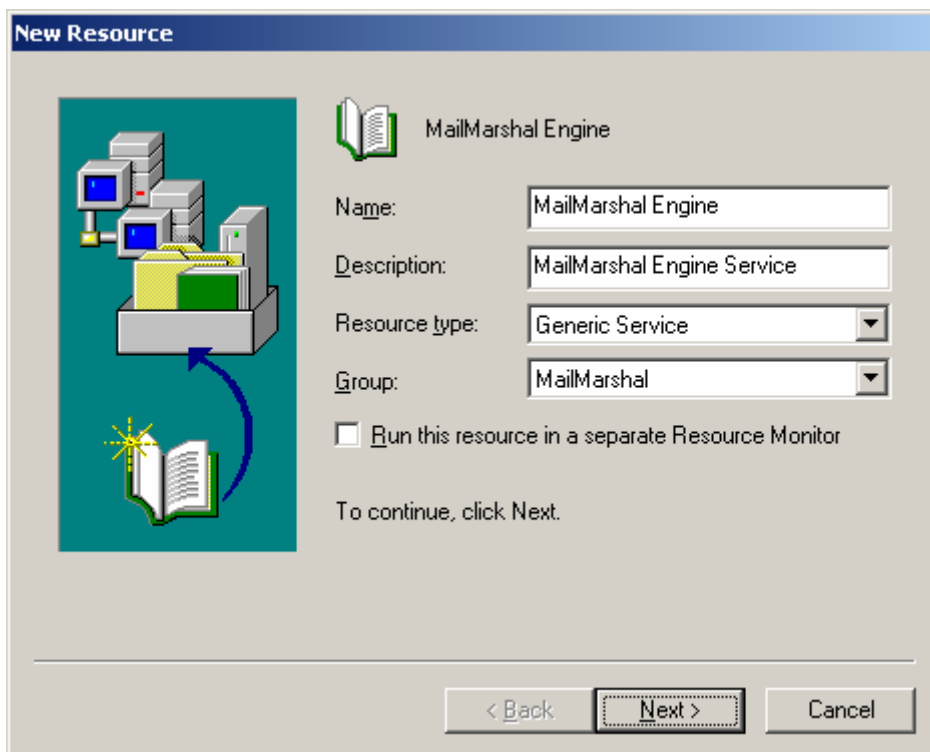 New Resource
MailMarshal Engine
Name: MailMarshal Engine
Description: MailMarshal Engine Service
Resource type: Generic Service
Group: MailMarshal
Run this resource in a separate Resource Monitor
To continue, click Next.
< Back Next > Cancel